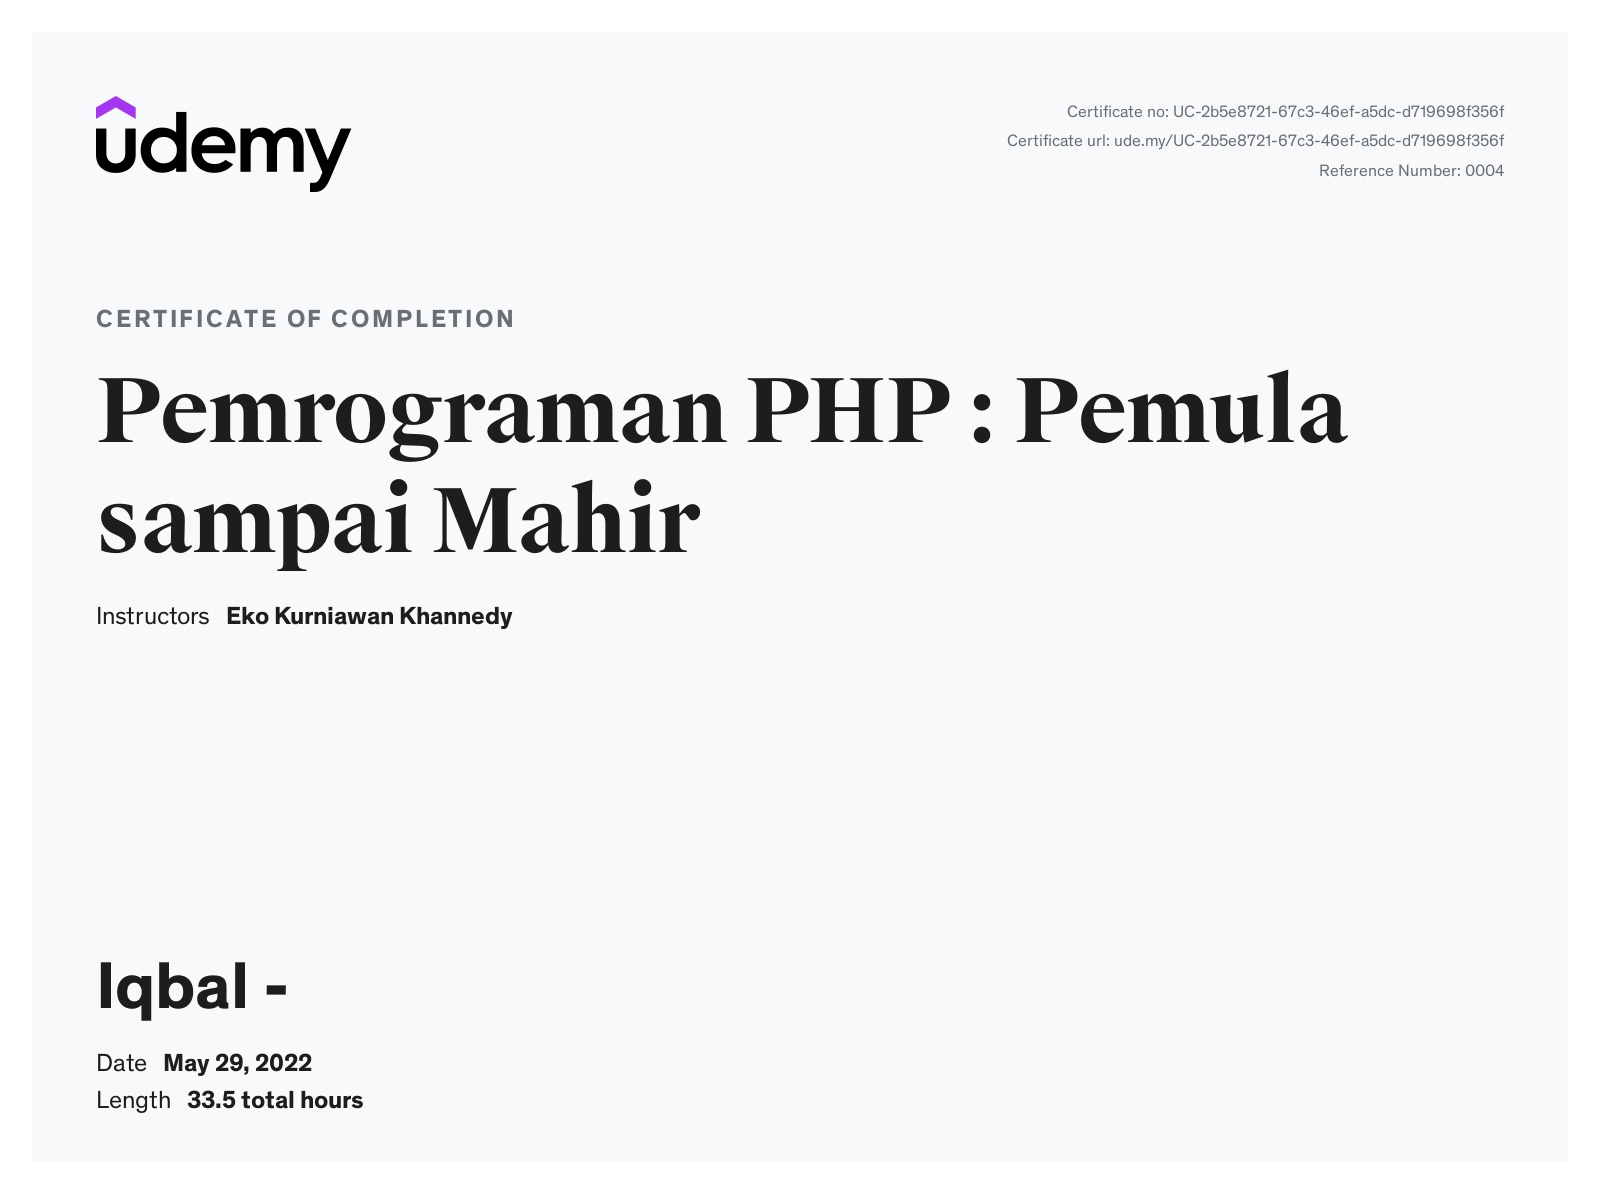 udemy
Certificate no: UC-2b5e8721-67c3-46ef-a5dc-d719698f356f
Certificate url: ude.my/UC-2b5e8721-67c3-46ef-a5dc-d719698f356f
Reference Number: 0004
CERTIFICATE OF COMPLETION
Pemrograman PHP : Pemula
sampai Mahir
Instructors Eko Kurniawan Khannedy
Iqbal -
Date May 29, 2022
Length 33.5 total hours